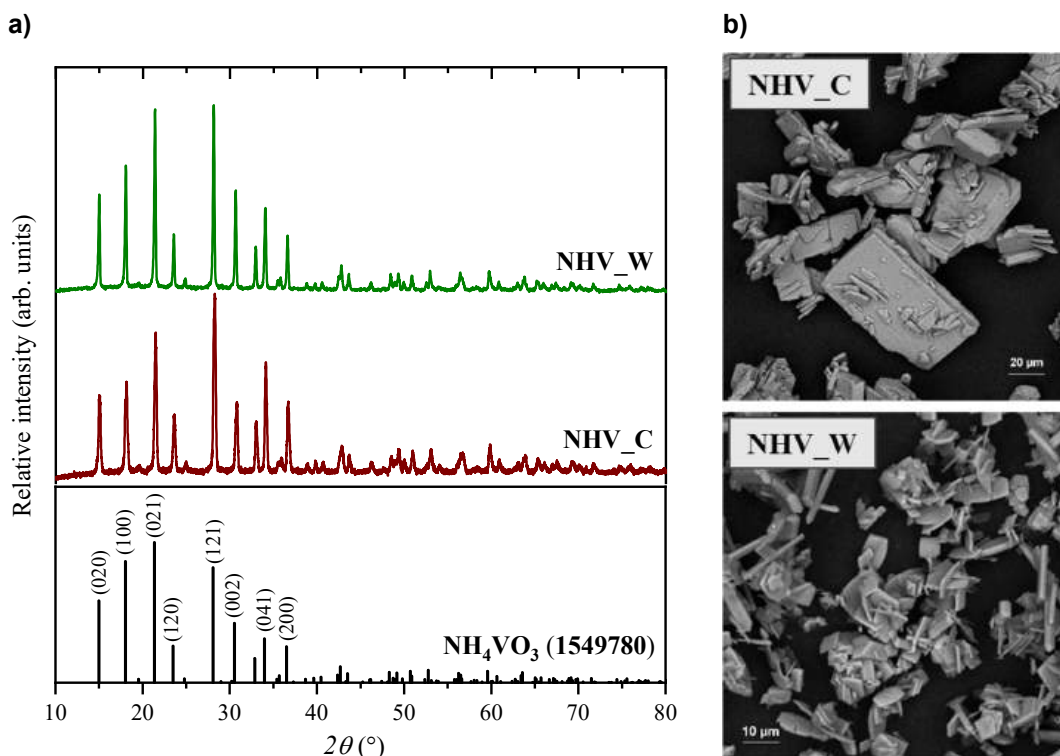 a)
Relative intensity (arb. units)
NHV_W
NHV_C
(020)
(100)
(021)
(120)
(121)
(002)
(041)
(200)
NH₄VO₃ (1549780)
10 20 30 40 50 60 70 80
2θ (°)
b)
NHV_C
20 µm
NHV_W
10 µm